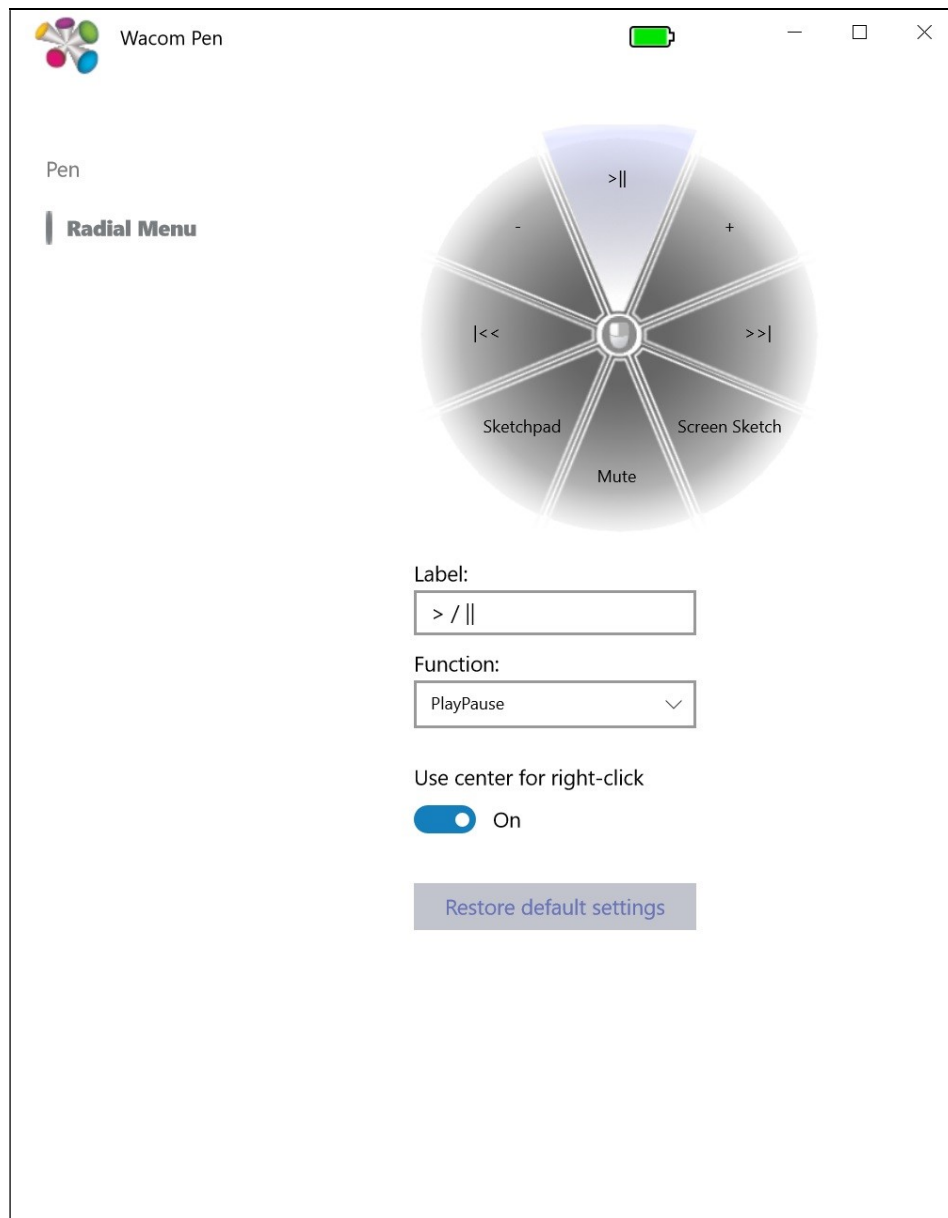 Wacom Pen
Pen
Radial Menu
>||
-
+
|<<
>>|
Sketchpad
Screen Sketch
Mute
Label:
> / ||
Function:
PlayPause
Use center for right-click
On
Restore default settings